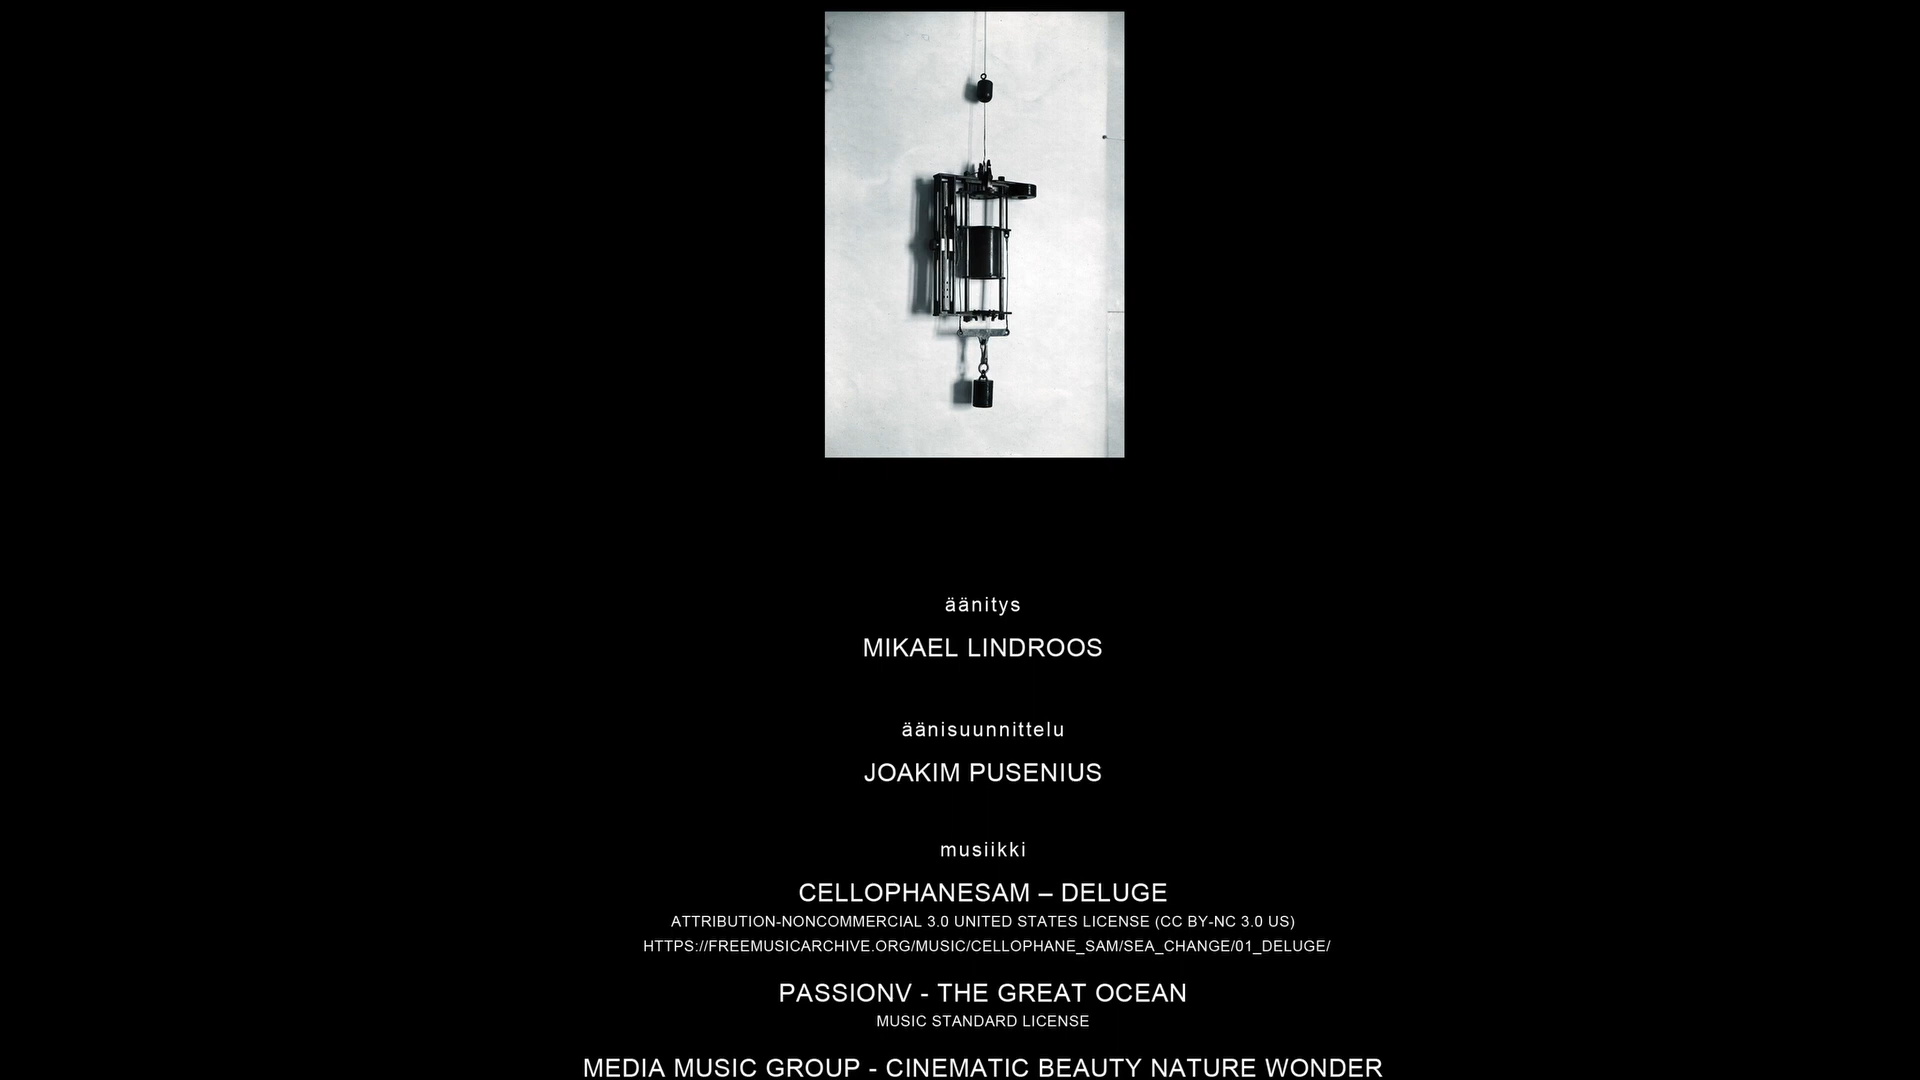 äänitys
MIKAEL LINDROOS
äänisuunnittelu
JOAKIM PUSENIUS
musiikki
CELLOPHANESAM – DELUGE
ATTRIBUTION-NONCOMMERCIAL 3.0 UNITED STATES LICENSE (CC BY-NC 3.0 US)
HTTPS://FREEMUSICARCHIVE.ORG/MUSIC/CELLOPHANE_SAM/SEA_CHANGE/01_DELUGE/
PASSIONV - THE GREAT OCEAN
MUSIC STANDARD LICENSE
MEDIA MUSIC GROUP - CINEMATIC BEAUTY NATURE WONDER